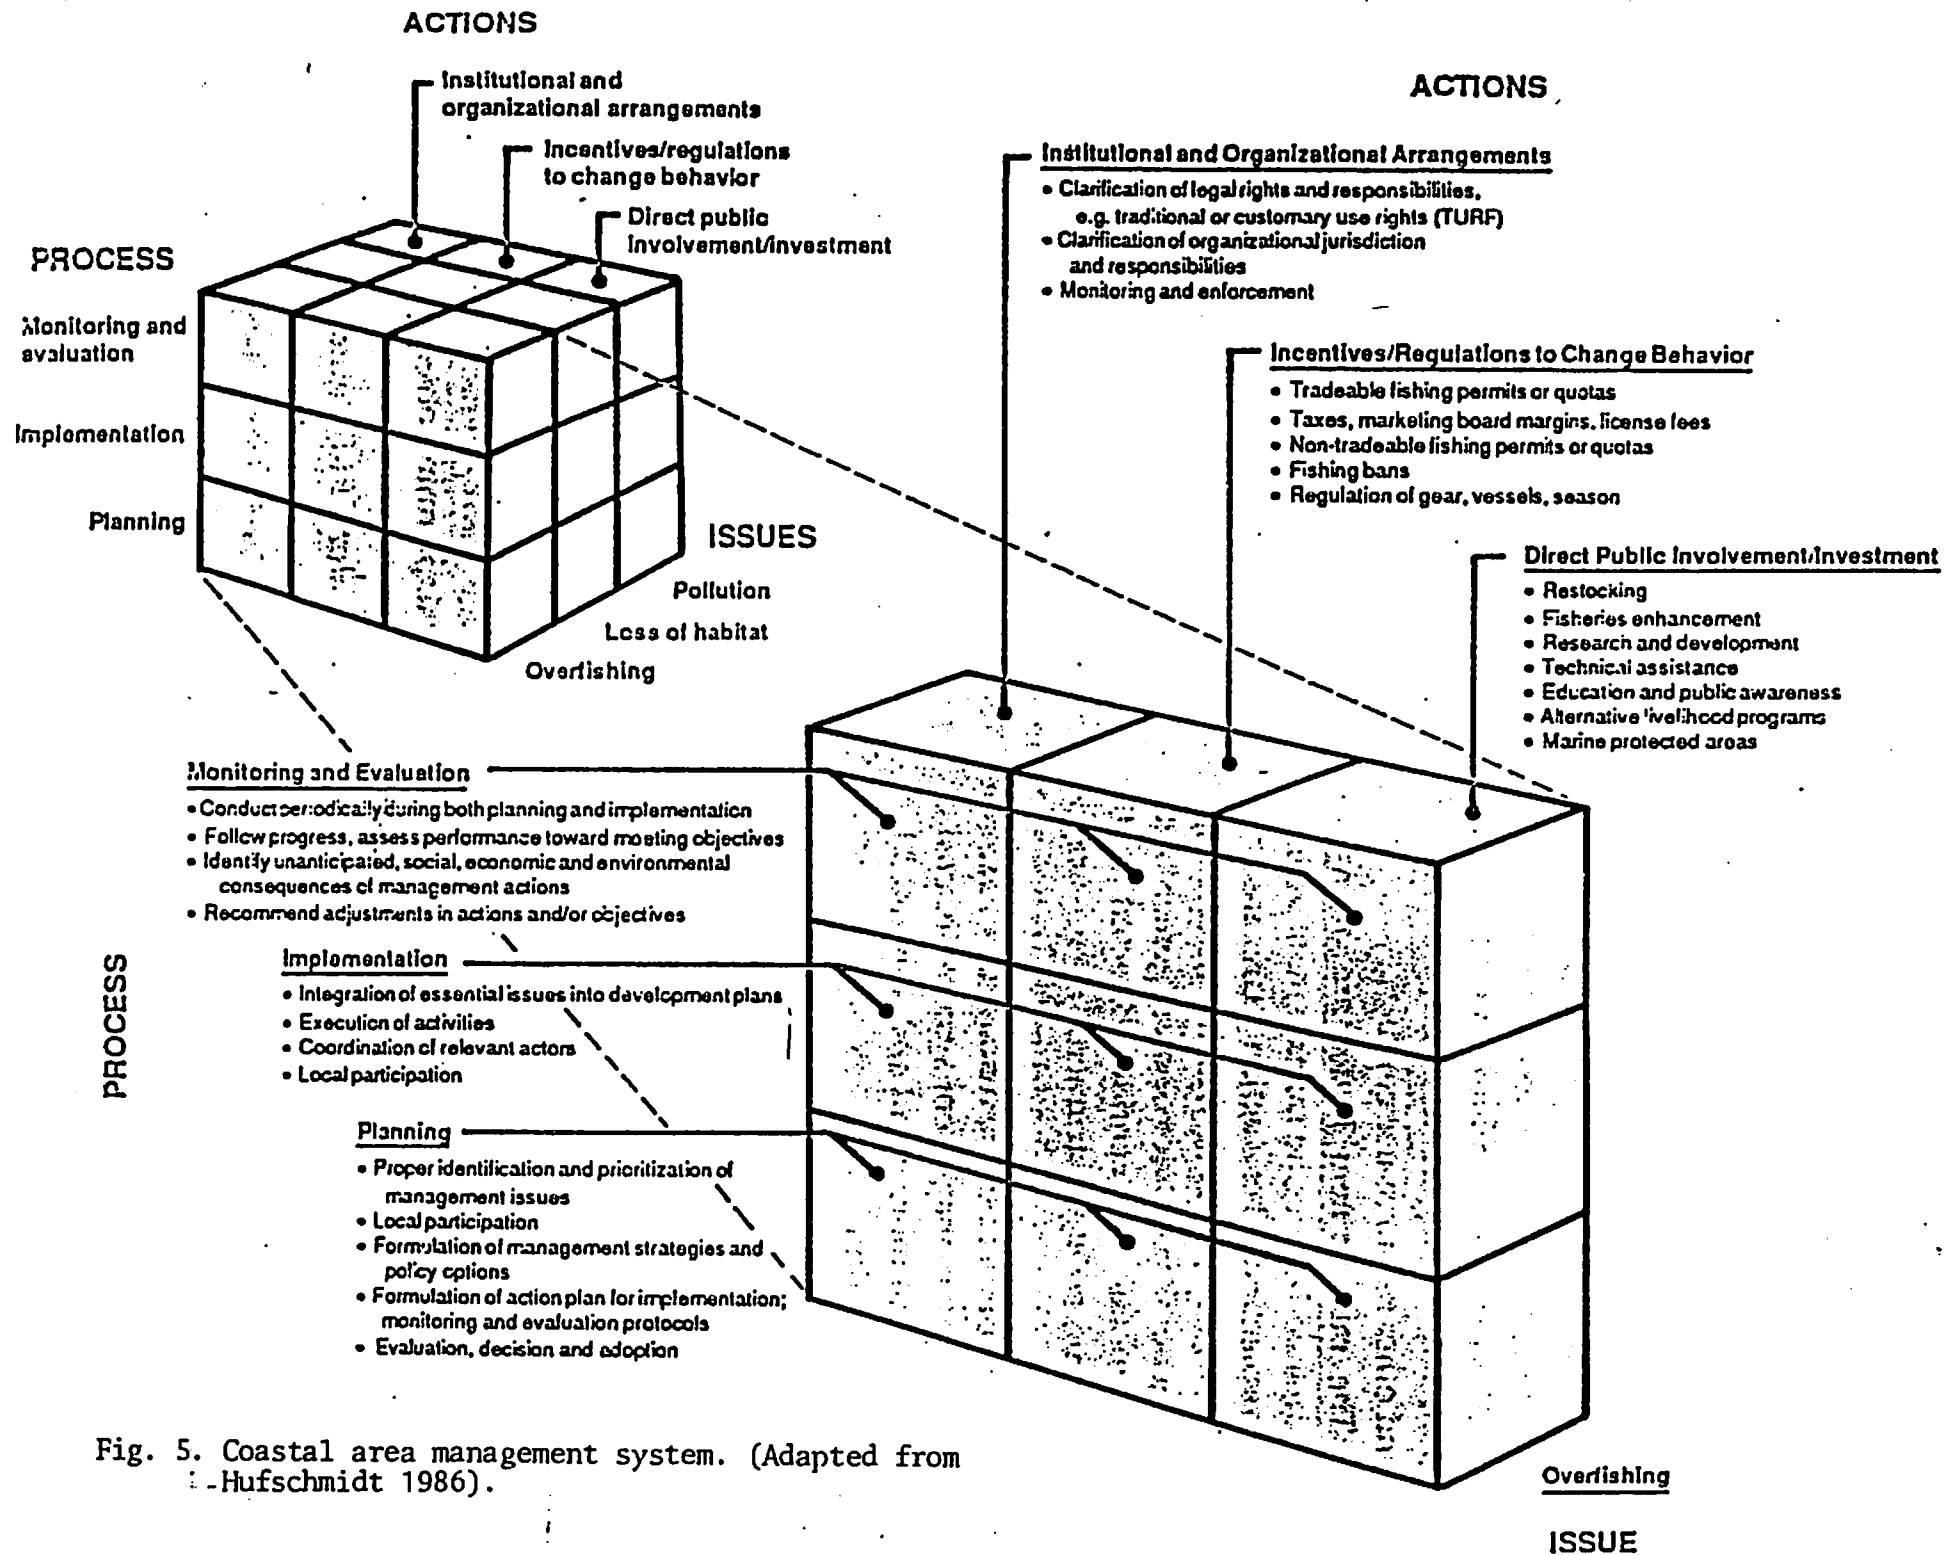 ACTIONS
Institutional and
organizational arrangements
Incentives/regulations
to change behavior
Direct public
involvement/investment
PROCESS
Monitoring and
evaluation
Implementation
Planning
ISSUES
Pollution
Loss of habitat
Overfishing
ACTIONS
Institutional and Organizational Arrangements
• Clarification of legal rights and responsibilities,
e.g. traditional or customary use rights (TURF)
• Clarification of organizational jurisdiction
and responsibilities
• Monitoring and enforcement
Incentives/Regulations to Change Behavior
• Tradeable fishing permits or quotas
• Taxes, marketing board margins, license fees
• Non-tradeable fishing permits or quotas
• Fishing bans
• Regulation of gear, vessels, season
Direct Public Involvement/Investment
• Restocking
• Fisheries enhancement
• Research and development
• Technical assistance
• Education and public awareness
• Alternative livelihood programs
• Marine protected areas
PROCESS
Monitoring and Evaluation
• Conduct periodically during both planning and implementation
• Follow progress, assess performance toward meeting objectives
• Identify unanticipated, social, economic and environmental
consequences of management actions
• Recommend adjustments in actions and/or objectives
Implementation
• Integration of essential issues into development plans
• Execution of activities
• Coordination of relevant actors
• Local participation
Planning
• Proper identification and prioritization of
management issues
• Local participation
• Formulation of management strategies and
policy options
• Formulation of action plan for implementation;
monitoring and evaluation protocols
• Evaluation, decision and adoption
Overfishing
ISSUE
Fig. 5. Coastal area management system. (Adapted from
Hufschmidt 1986).